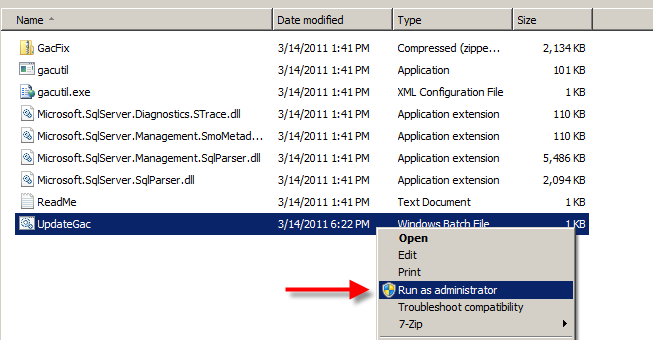 Name Date modified Type Size
GacFix 3/14/2011 1:41 PM Compressed (zippe... 2,134 KB
gacutil 3/14/2011 1:41 PM Application 101 KB
gacutil.exe 3/14/2011 1:41 PM XML Configuration File 1 KB
Microsoft.SqlServer.Diagnostics.STrace.dll 3/14/2011 1:41 PM Application extension 110 KB
Microsoft.SqlServer.Management.SmoMetad... 3/14/2011 1:41 PM Application extension 110 KB
Microsoft.SqlServer.Management.SqlParser.dll 3/14/2011 1:41 PM Application extension 5,486 KB
Microsoft.SqlServer.SqlParser.dll 3/14/2011 1:41 PM Application extension 2,094 KB
ReadMe 3/14/2011 1:41 PM Text Document 1 KB
UpdateGac 3/14/2011 6:22 PM Windows Batch File 1 KB
Open
Edit
Print
Run as administrator
Troubleshoot compatibility
7-Zip